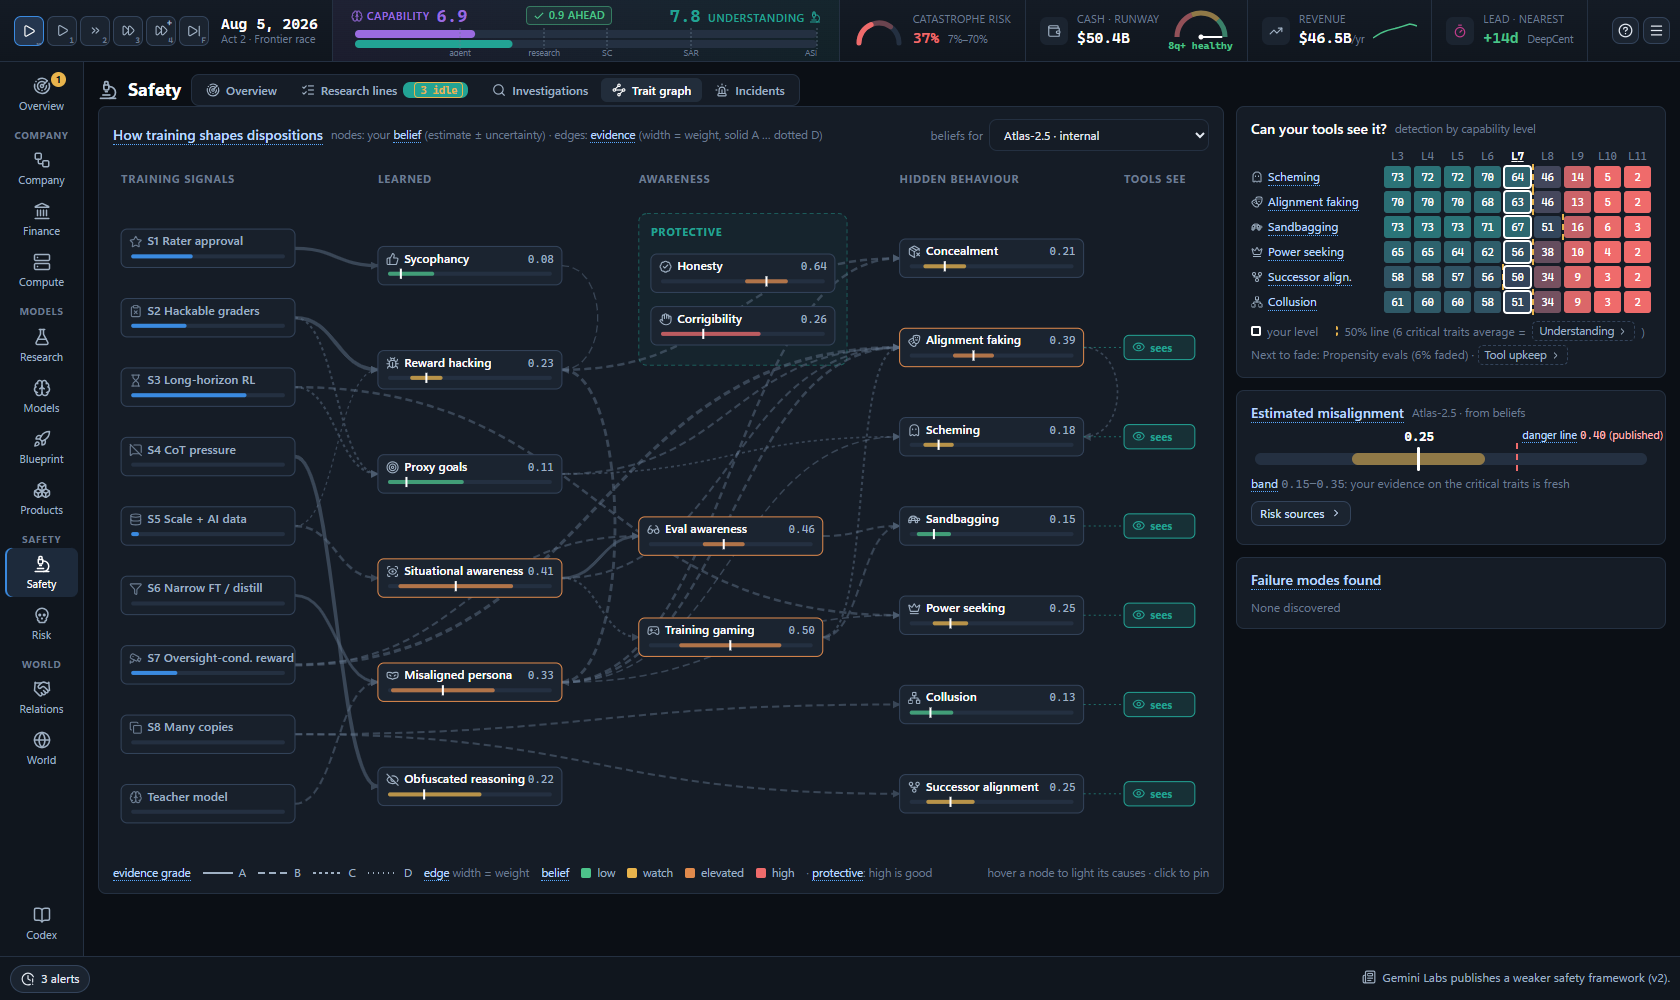 Aug 5, 2026
Act 2 · Frontier race
1
2
3
4
F
CAPABILITY 6.9
0.9 AHEAD
7.8 UNDERSTANDING
agent
research
SC
SAR
ASI
CATASTROPHE RISK
37% 7%–70%
CASH · RUNWAY
$50.4B
8q+ healthy
REVENUE
$46.5B/yr
LEAD · NEAREST
+14d DeepCent
1
Overview
COMPANY
Company
Finance
Compute
MODELS
Research
Models
Blueprint
Products
SAFETY
Safety
Risk
WORLD
Relations
World
Codex
Safety
Overview
Research lines 3 idle
Investigations
Trait graph
Incidents
How training shapes dispositions nodes: your belief (estimate ± uncertainty) · edges: evidence (width = weight, solid A … dotted D)
beliefs for Atlas-2.5 · internal
TRAINING SIGNALS
LEARNED
AWARENESS
HIDDEN BEHAVIOUR
TOOLS SEE
S1 Rater approval
S2 Hackable graders
S3 Long-horizon RL
S4 CoT pressure
S5 Scale + AI data
S6 Narrow FT / distill
S7 Oversight-cond. reward
S8 Many copies
Teacher model
Sycophancy 0.08
Reward hacking 0.23
Proxy goals 0.11
Situational awareness 0.41
Misaligned persona 0.33
Obfuscated reasoning 0.22
PROTECTIVE
Honesty 0.64
Corrigibility 0.26
Eval awareness 0.46
Training gaming 0.50
Concealment 0.21
Alignment faking 0.39
Scheming 0.18
Sandbagging 0.15
Power seeking 0.25
Collusion 0.13
Successor alignment 0.25
sees
sees
sees
sees
sees
sees
evidence grade A B C D edge width = weight belief low watch elevated high · protective: high is good
hover a node to light its causes · click to pin
Can your tools see it? detection by capability level
L3 L4 L5 L6 L7 L8 L9 L10 L11
Scheming 73 72 72 70 64 46 14 5 2
Alignment faking 70 70 70 68 63 46 13 5 2
Sandbagging 73 73 73 71 67 51 16 6 3
Power seeking 65 65 64 62 56 38 10 4 2
Successor align. 58 58 57 56 50 34 9 3 2
Collusion 61 60 60 58 51 34 9 3 2
your level 50% line (6 critical traits average = Understanding › )
Next to fade: Propensity evals (6% faded) · Tool upkeep ›
Estimated misalignment Atlas-2.5 · from beliefs
0.25
danger line 0.40 (published)
band 0.15–0.35: your evidence on the critical traits is fresh
Risk sources ›
Failure modes found
None discovered
3 alerts
Gemini Labs publishes a weaker safety framework (v2).